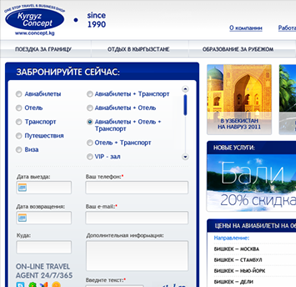 ONE STOP TRAVEL & BUSINESS SHOP
Kyrgyz
Concept
since
1990
www.concept.kg
О компании
ПОЕЗДКА ЗА ГРАНИЦУ
ОТДЫХ В КЫРГЫЗСТАНЕ
ОБРАЗОВАНИЕ ЗА РУБЕЖОМ
ЗАБРОНИРУЙТЕ СЕЙЧАС:
Авиабилеты
Отель
Транспорт
Путешествия
Виза
Авиабилеты + Транспорт
Авиабилеты + Отель
Авиабилеты + Отель +
Транспорт
Отель + Транспорт
VIP - зал
В УЗБЕКИСТАН
НА НАВРУЗ 2011
Дата выезда:
Ваш телефон:*
Дата возвращения:
Ваш e-mail:*
Куда:
Дополнительная информация:
ON-LINE TRAVEL
AGENT 24/7/365
Введите текст:*
НОВЫЕ УСЛУГИ:
Бали
20% скидка
ЦЕНЫ НА АВИАБИЛЕТЫ НА
Направление:
БИШКЕК — МОСКВА
БИШКЕК — СТАМБУЛ
БИШКЕК — НЬЮ-ЙОРК
БИШКЕК — ДЕЛИ